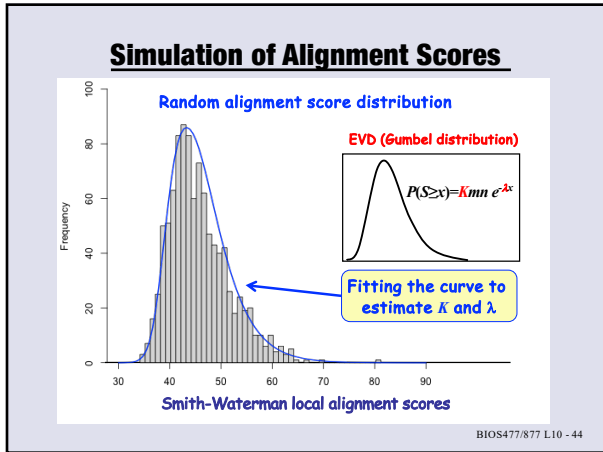 Simulation of Alignment Scores
Random alignment score distribution
EVD (Gumbel distribution)
P(S≥x)=Kmn e^-λx
Fitting the curve to
estimate K and λ
Frequency
100
80
60
40
20
0
30 40 50 60 70 80 90
Smith-Waterman local alignment scores
BIOS477/877 L10 - 44